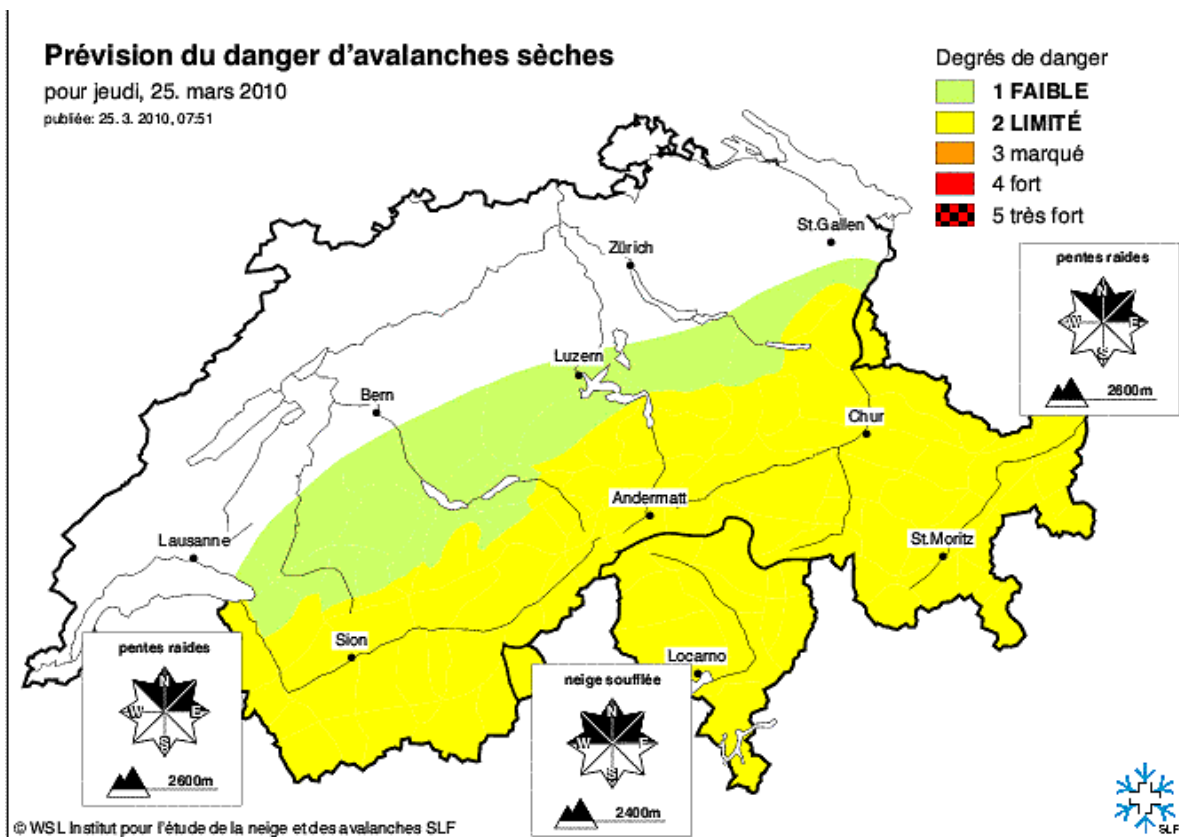 Prévision du danger d'avalanches sèches
pour jeudi, 25. mars 2010
publiée: 25. 3. 2010, 07:51
Degrés de danger
1 FAIBLE
2 LIMITÉ
3 marqué
4 fort
5 très fort
St.Gallen
Zürich
pentes raides
N
W E
S
2600m
Luzern
Bern
Chur
Andermatt
Lausanne
St.Moritz
Sion
Locarno
pentes raides
N
W E
S
2600m
neige soufflée
N
W E
S
2400m
© WSL Institut pour l'étude de la neige et des avalanches SLF
SLF